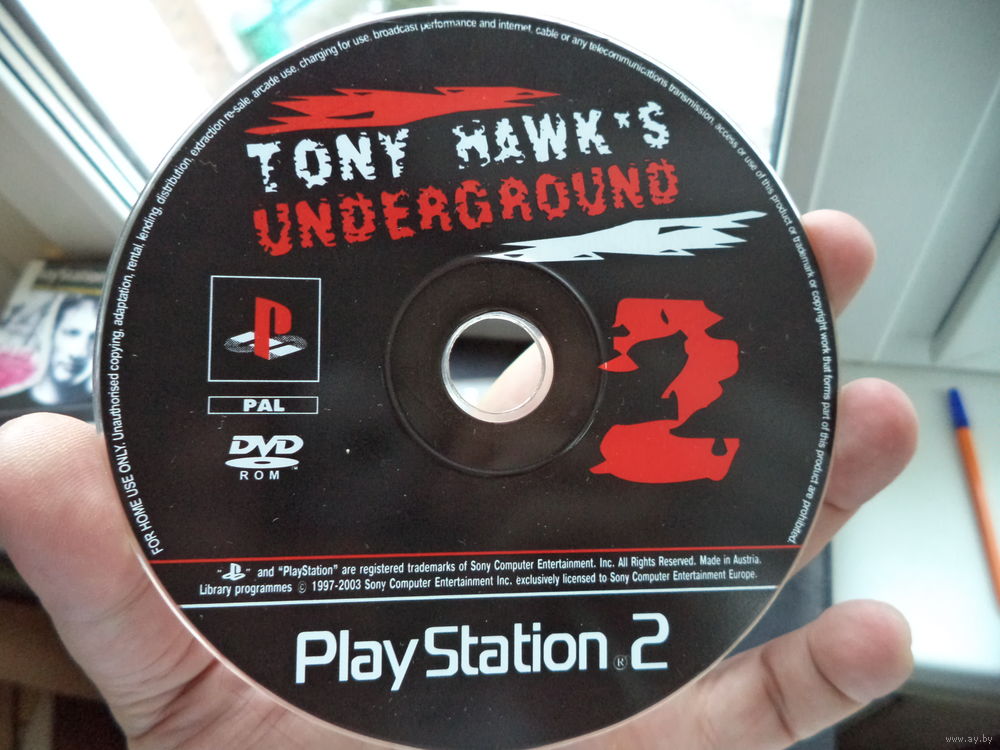 FOR HOME USE ONLY. Unauthorised copying, adaptation, rental, lending, distribution, extraction re-sale, arcade use, charging for use, broadcast performance and internet, cable or any telecommunications transmission, access or use of this product or trademark or copyright work that forms part of this product are prohibited.
TONY HAWK'S
UNDERGROUND
2
PAL
DVD
ROM
" " and "PlayStation" are registered trademarks of Sony Computer Entertainment. Inc. All Rights Reserved. Made in Austria.
Library programmes © 1997-2003 Sony Computer Entertainment Inc. exclusively licensed to Sony Computer Entertainment Europe.
PlayStation®2
www.ay.by